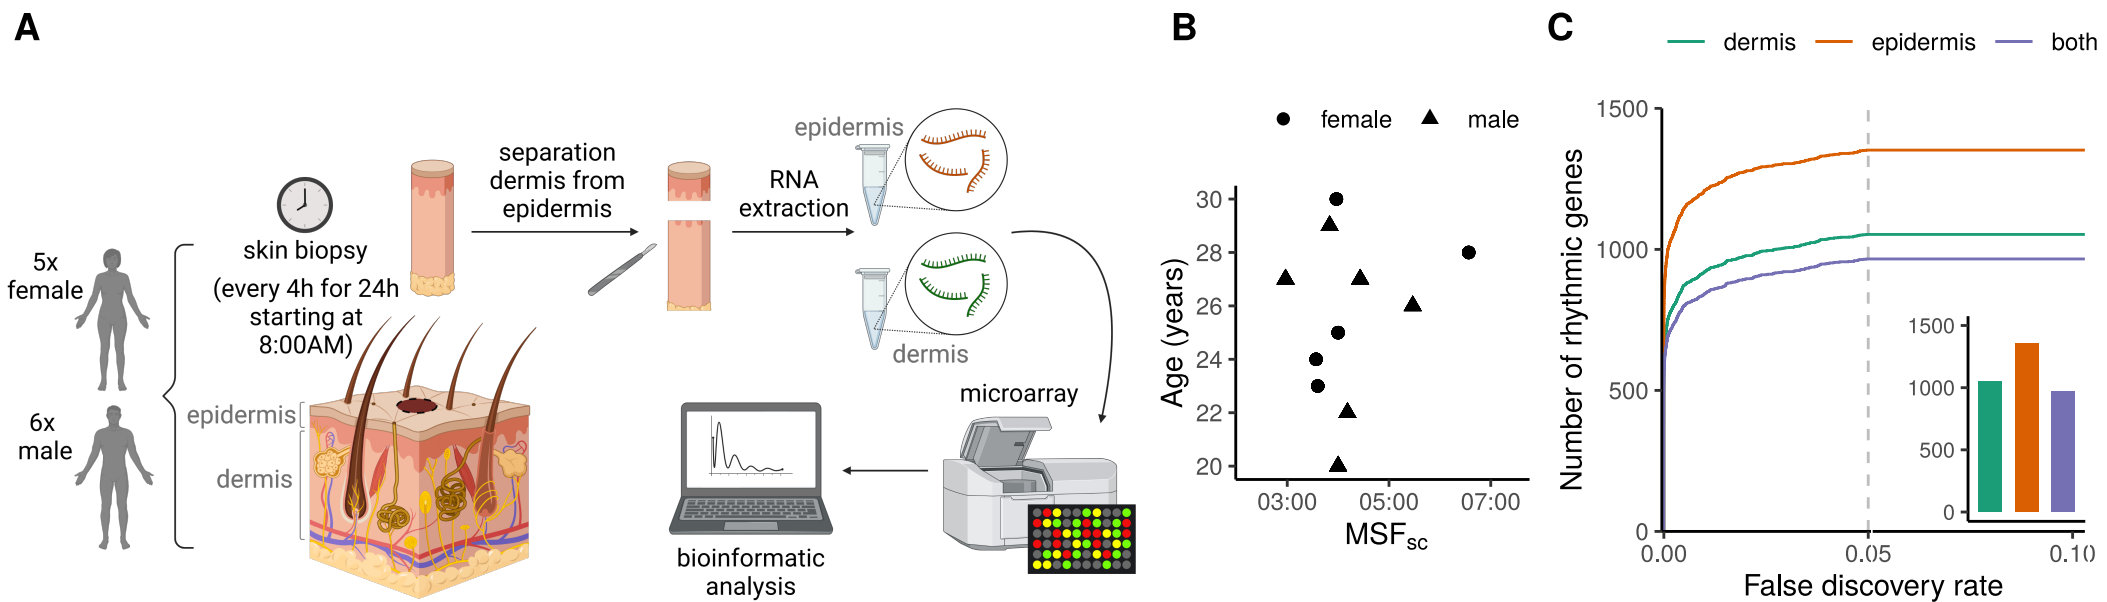 A
5x
female
6x
male
skin biopsy
(every 4h for 24h
starting at
8:00AM)
epidermis
dermis
separation
dermis from
epidermis
RNA
extraction
epidermis
dermis
microarray
bioinformatic
analysis
B
female male
Age (years)
30
28
26
24
22
20
03:00 05:00 07:00
MSFsc
C
dermis epidermis both
Number of rhythmic genes
1500
1000
500
0
0.00 0.05 0.10
False discovery rate
1500
1000
500
0